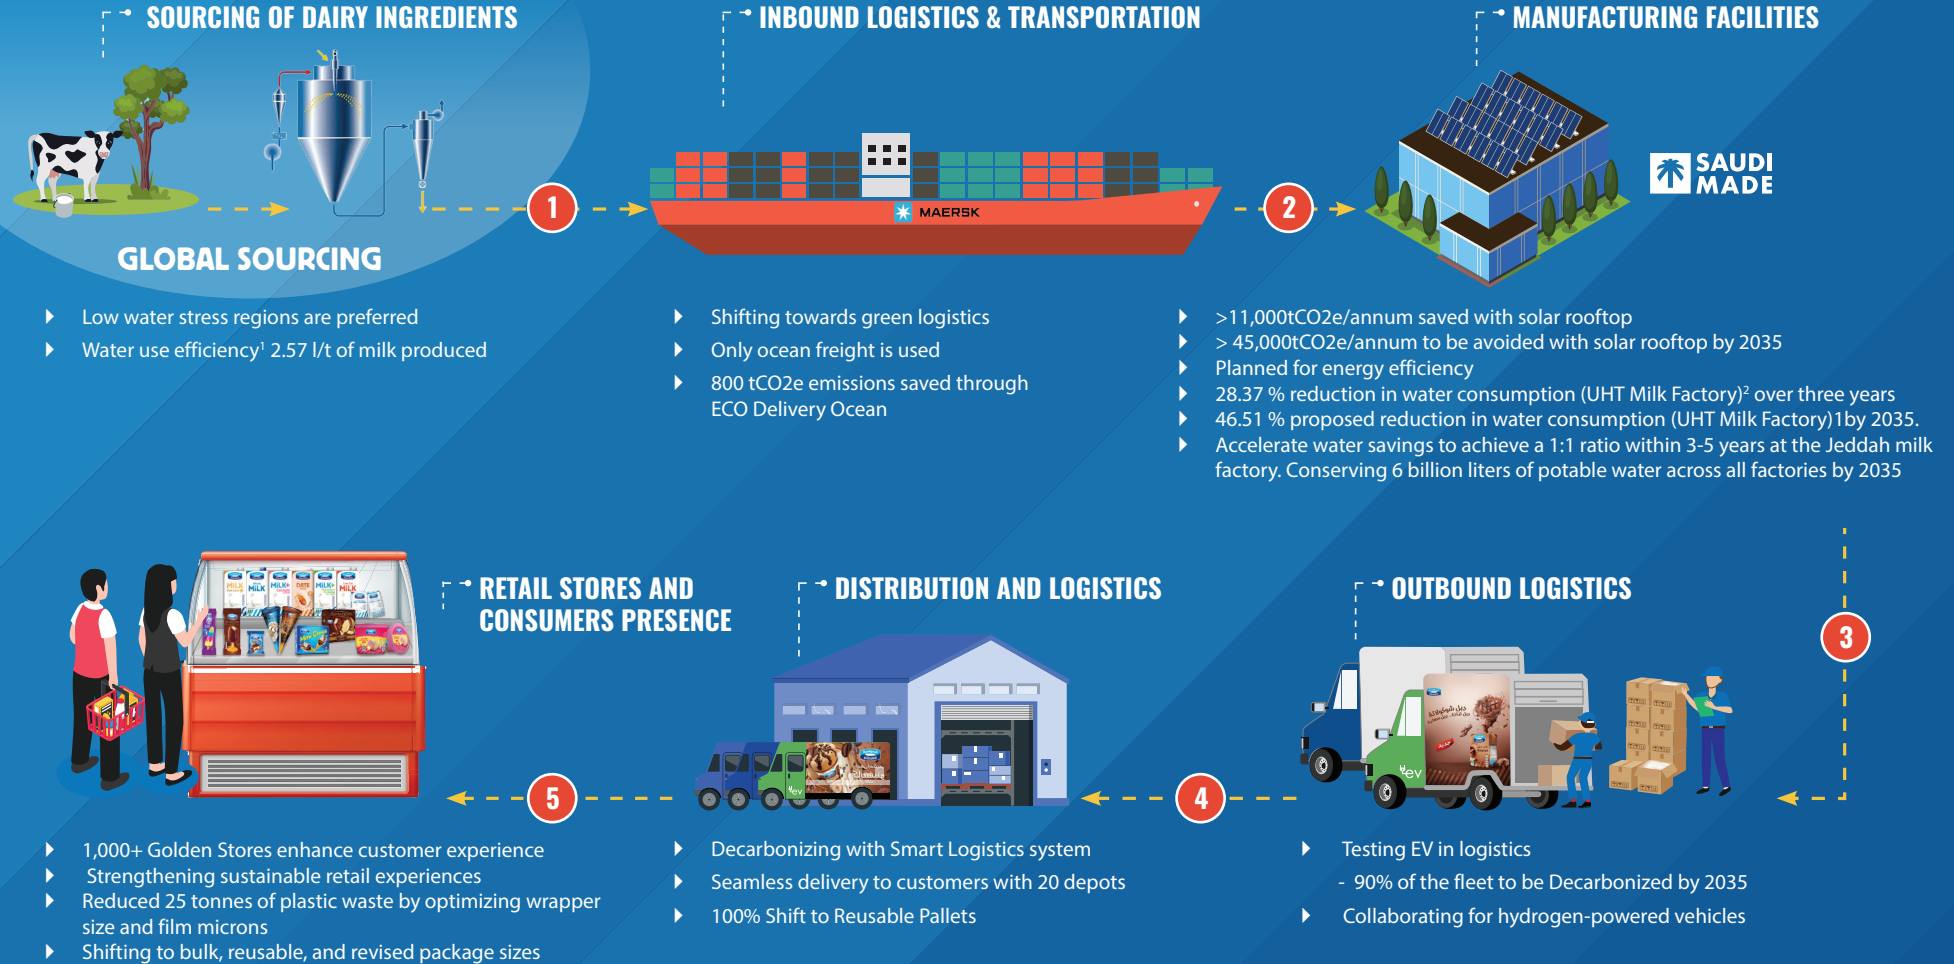 SOURCING OF DAIRY INGREDIENTS
GLOBAL SOURCING
Low water stress regions are preferred
Water use efficiency¹ 2.57 l/t of milk produced
1
INBOUND LOGISTICS & TRANSPORTATION
MAERSK
Shifting towards green logistics
Only ocean freight is used
800 tCO2e emissions saved through
ECO Delivery Ocean
2
MANUFACTURING FACILITIES
SAUDI
MADE
>11,000tCO2e/annum saved with solar rooftop
> 45,000tCO2e/annum to be avoided with solar rooftop by 2035
Planned for energy efficiency
28.37 % reduction in water consumption (UHT Milk Factory)² over three years
46.51 % proposed reduction in water consumption (UHT Milk Factory)1by 2035.
Accelerate water savings to achieve a 1:1 ratio within 3-5 years at the Jeddah milk
factory. Conserving 6 billion liters of potable water across all factories by 2035
3
OUTBOUND LOGISTICS
ev
Testing EV in logistics
- 90% of the fleet to be Decarbonized by 2035
Collaborating for hydrogen-powered vehicles
4
DISTRIBUTION AND LOGISTICS
ev
Decarbonizing with Smart Logistics system
Seamless delivery to customers with 20 depots
100% Shift to Reusable Pallets
5
RETAIL STORES AND
CONSUMERS PRESENCE
MILK MILK MILK+ DATE MILK+ MILK
1,000+ Golden Stores enhance customer experience
Strengthening sustainable retail experiences
Reduced 25 tonnes of plastic waste by optimizing wrapper
size and film microns
Shifting to bulk, reusable, and revised package sizes